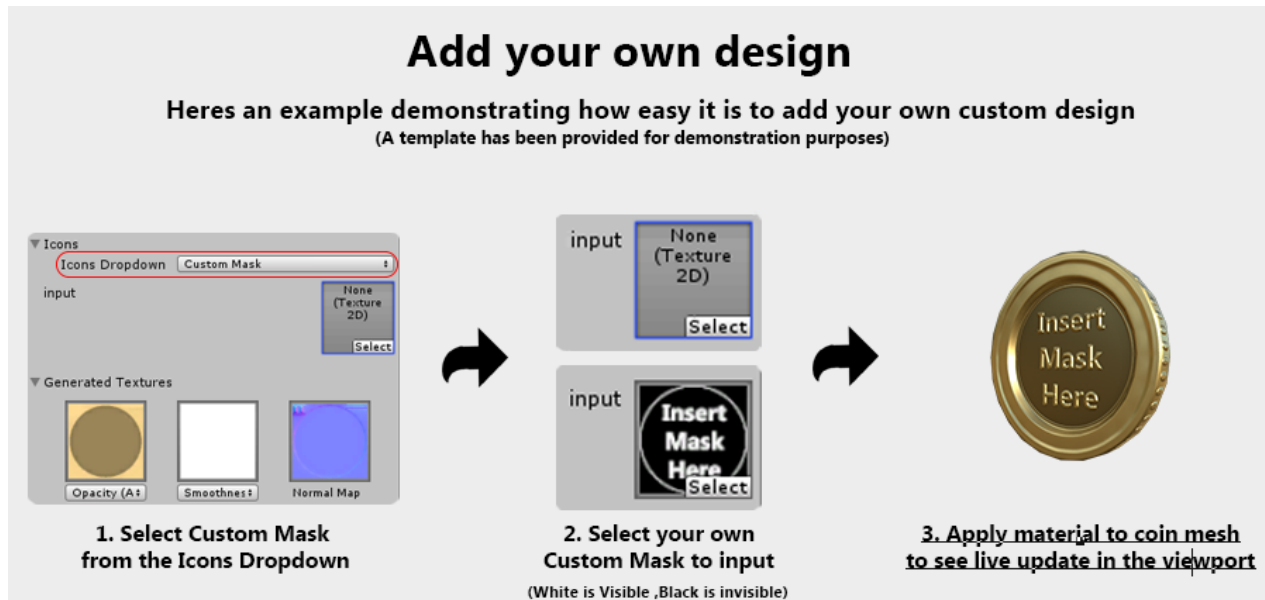 Add your own design
Heres an example demonstrating how easy it is to add your own custom design
(A template has been provided for demonstration purposes)
Icons
Icons Dropdown Custom Mask
input
None
(Texture
2D)
Select
Generated Textures
Opacity (A
Smoothnes
Normal Map
1. Select Custom Mask
from the Icons Dropdown
input
None
(Texture
2D)
Select
input
Insert
Mask
Here
Select
2. Select your own
Custom Mask to input
(White is Visible ,Black is invisible)
Insert
Mask
Here
3. Apply material to coin mesh
to see live update in the viewport